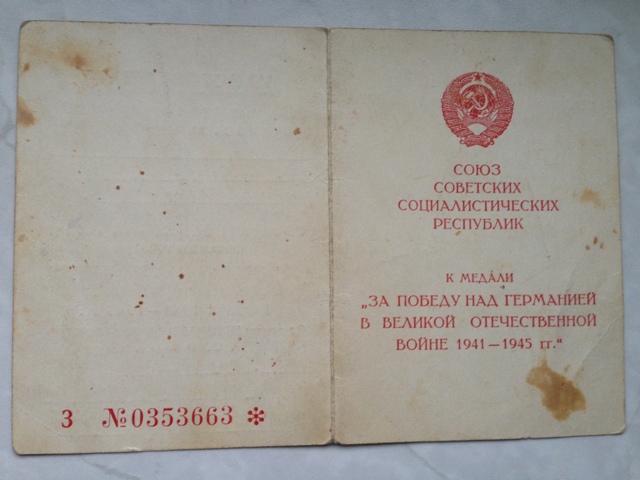 З №0353663 *
СОЮЗ
СОВЕТСКИХ
СОЦИАЛИСТИЧЕСКИХ
РЕСПУБЛИК
К МЕДАЛИ
„ЗА ПОБЕДУ НАД ГЕРМАНИЕЙ
В ВЕЛИКОЙ ОТЕЧЕСТВЕННОЙ
ВОЙНЕ 1941—1945 гг.“